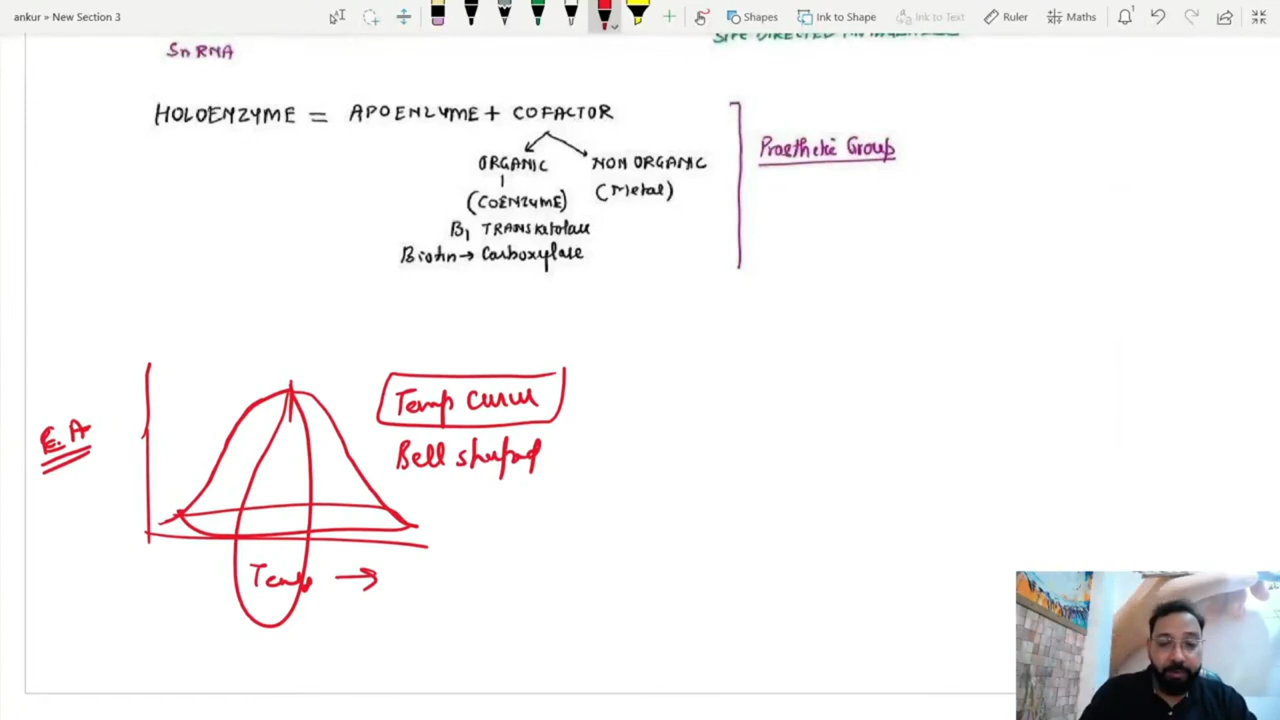 ankur » New Section 3
Shapes
Ink to Shape
Ink to Text
Ruler
Maths
SnRNA
HOLOENZYME = APOENZYME + COFACTOR
ORGANIC
NON ORGANIC
(COENZYME)
(Metal)
B1 TRANSKetolase
Biotin → Carboxylase
Prosthetic Group
E.A
Temp curve
Bell shaped
Temp →